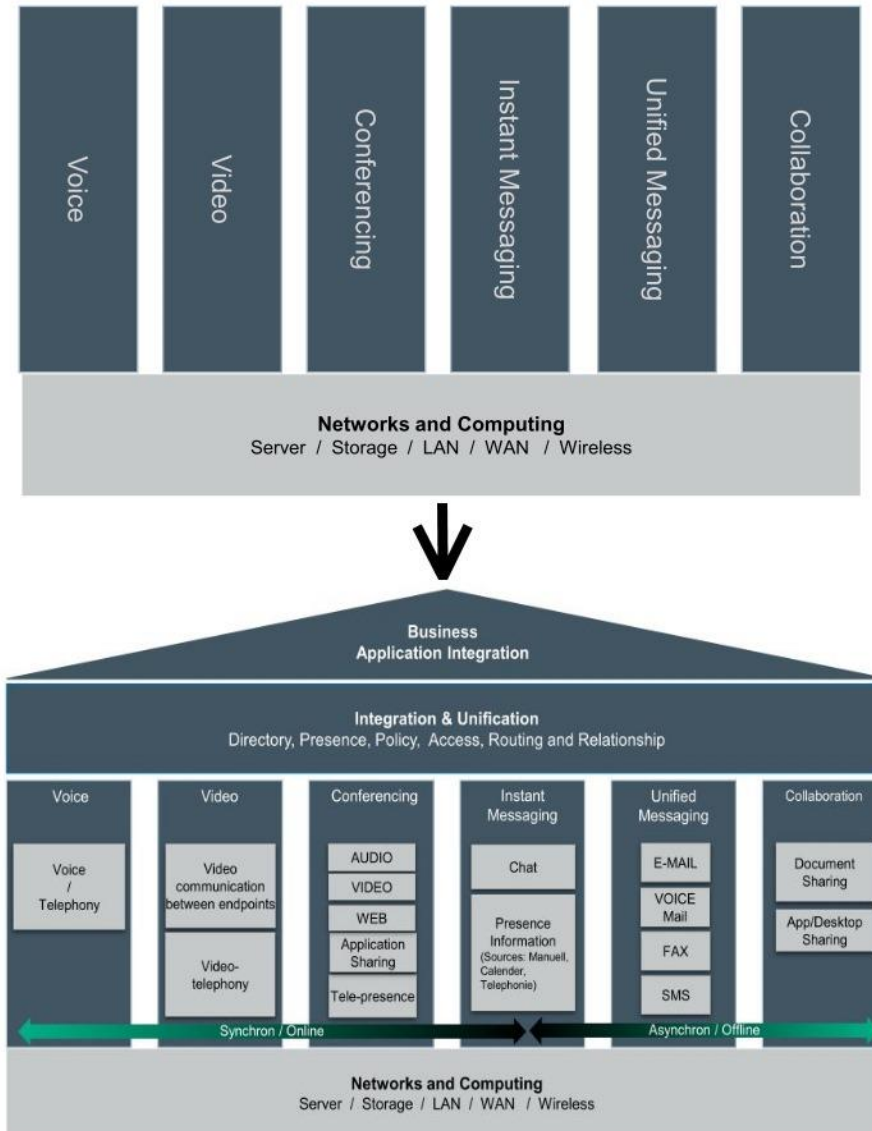 Voice
Video
Conferencing
Instant Messaging
Unified Messaging
Collaboration
Networks and Computing
Server / Storage / LAN / WAN / Wireless
Business
Application Integration
Integration & Unification
Directory, Presence, Policy, Access, Routing and Relationship
Voice
Voice
/
Telephony
Video
Video
communication
between endpoints
Video-
telephony
Conferencing
AUDIO
VIDEO
WEB
Application
Sharing
Tele-presence
Instant
Messaging
Chat
Presence
Information
(Sources: Manuell,
Calender,
Telephonie)
Unified
Messaging
E-MAIL
VOICE
Mail
FAX
SMS
Collaboration
Document
Sharing
App/Desktop
Sharing
Synchron / Online
Asynchron / Offline
Networks and Computing
Server / Storage / LAN / WAN / Wireless